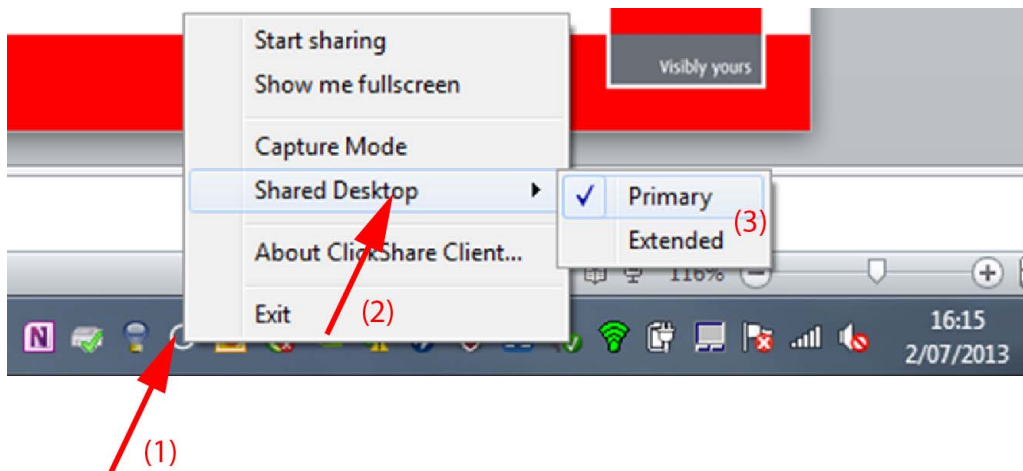 Start sharing
Visibly yours
Show me fullscreen
Capture Mode
Shared Desktop
Primary
(3)
Extended
About ClickShare Client...
116%
Exit
(2)
N
16:15
2/07/2013
(1)